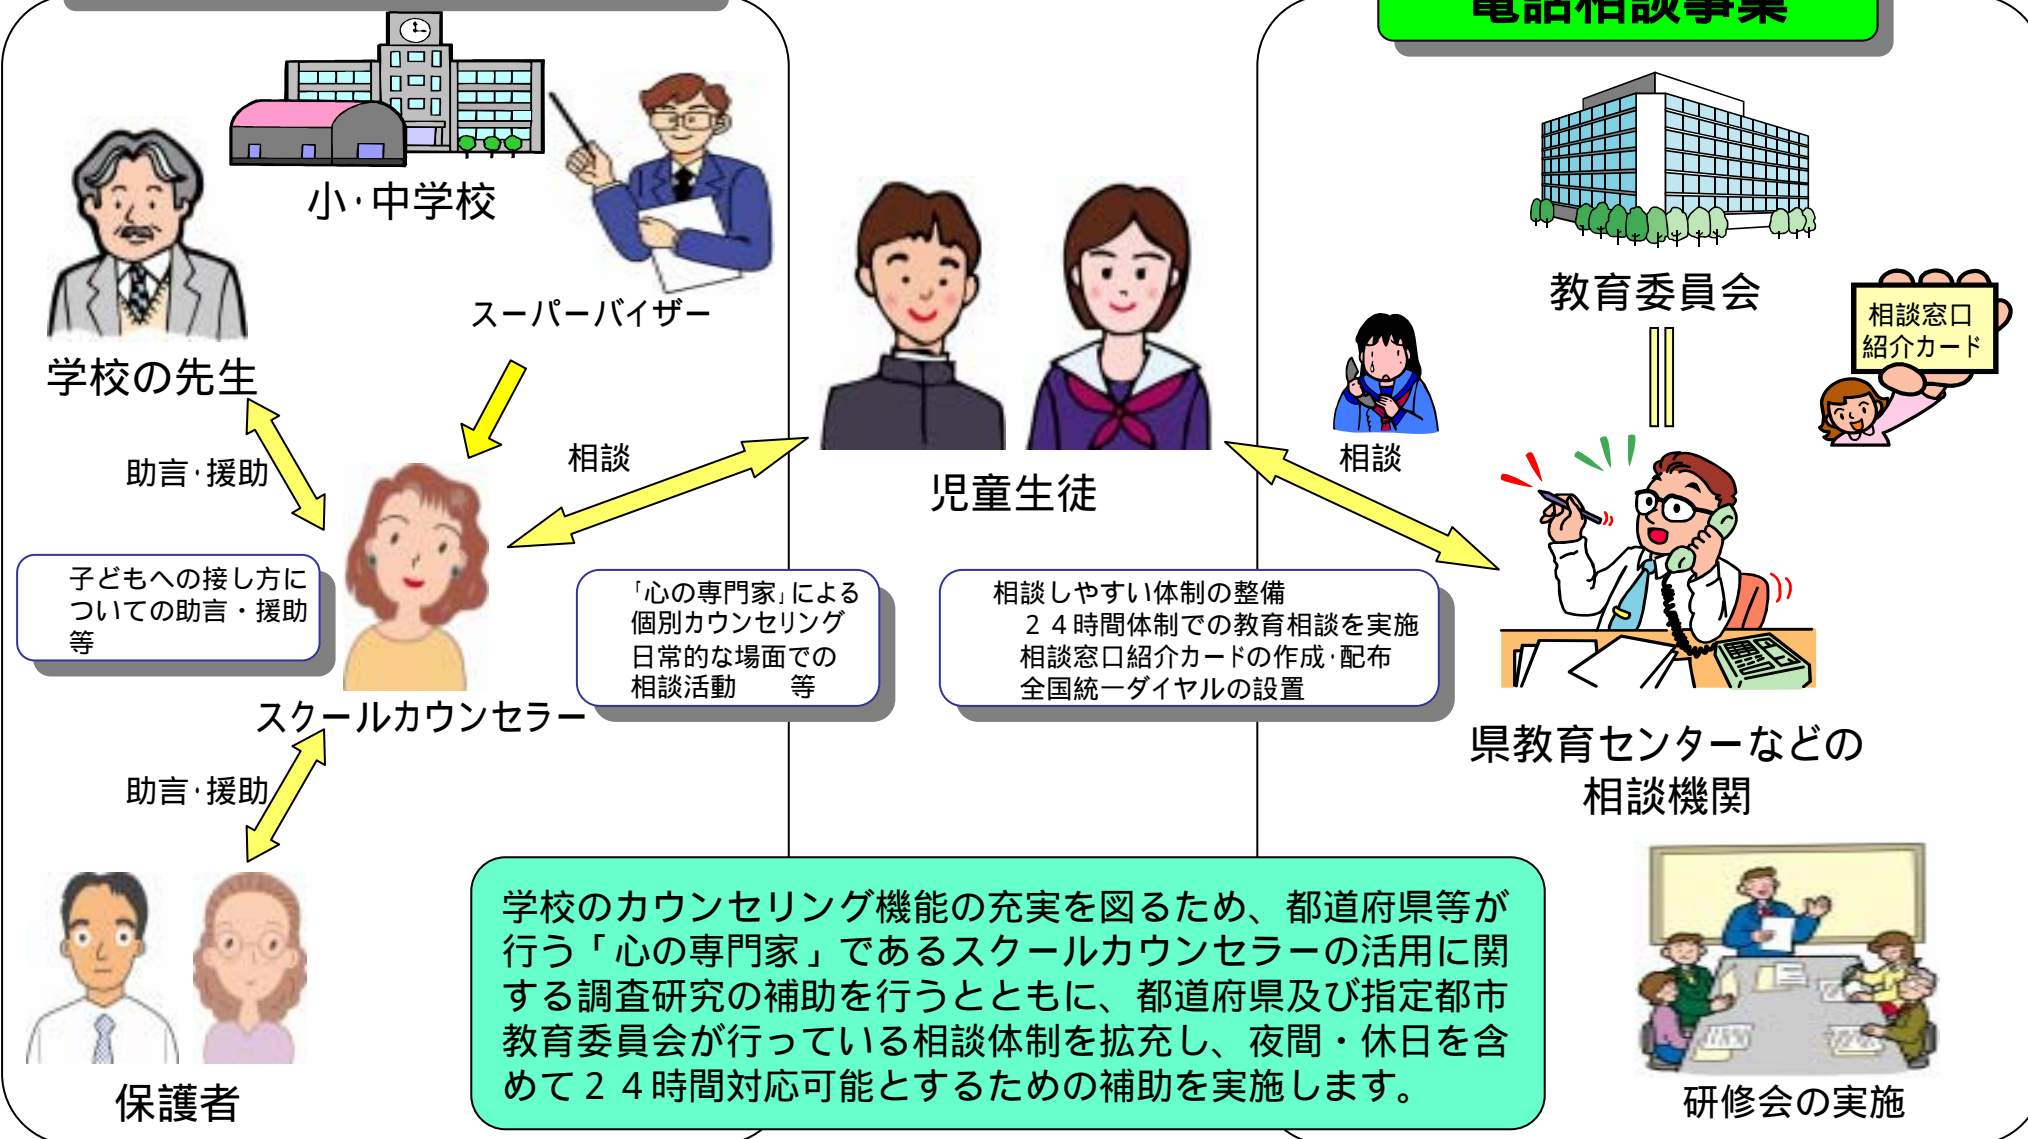 電話相談事業
小・中学校
スーパーバイザー
学校の先生
助言・援助
相談
児童生徒
子どもへの接し方に
ついての助言・援助
等
「心の専門家」による
個別カウンセリング
日常的な場面での
相談活動　　等
スクールカウンセラー
助言・援助
保護者
教育委員会
相談窓口
紹介カード
相談
相談しやすい体制の整備
２４時間体制での教育相談を実施
相談窓口紹介カードの作成・配布
全国統一ダイヤルの設置
県教育センターなどの
相談機関
学校のカウンセリング機能の充実を図るため、都道府県等が
行う「心の専門家」であるスクールカウンセラーの活用に関
する調査研究の補助を行うとともに、都道府県及び指定都市
教育委員会が行っている相談体制を拡充し、夜間・休日を含
めて２４時間対応可能とするための補助を実施します。
研修会の実施